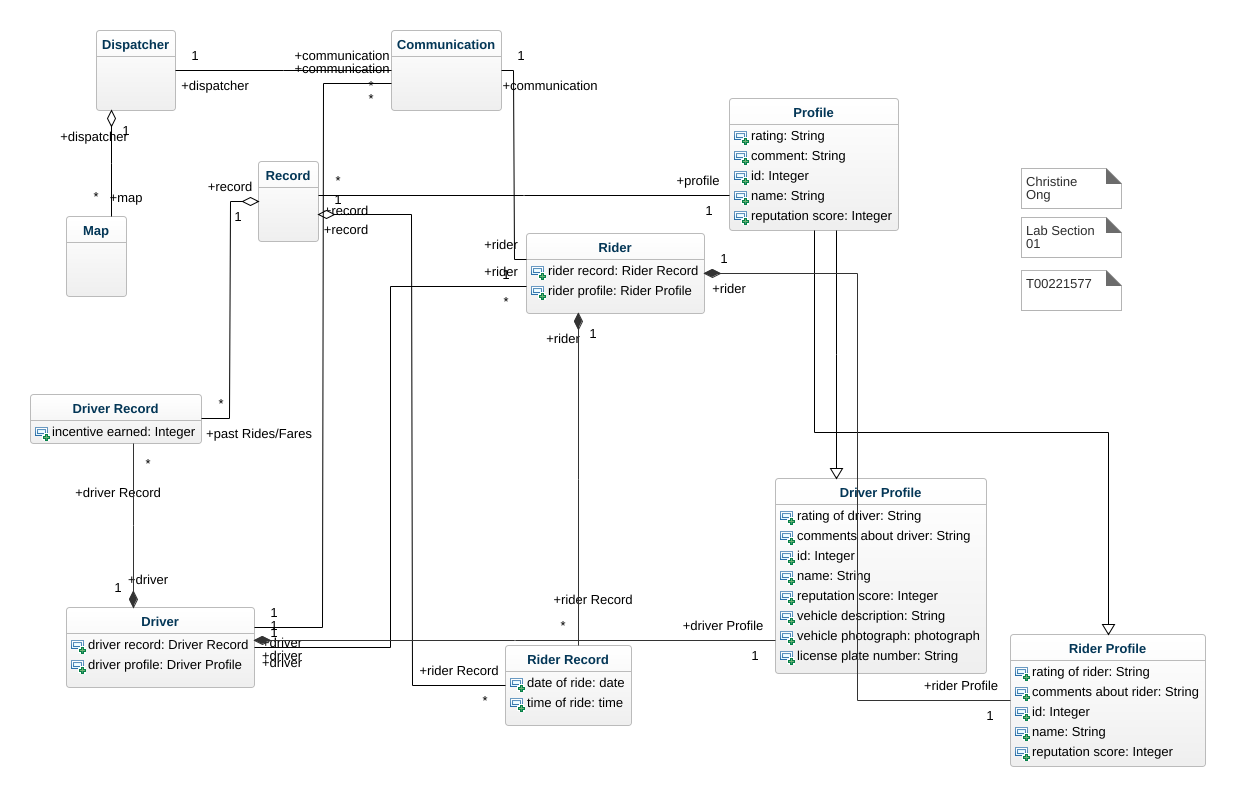 Dispatcher
1
+dispatcher
+communication
+communication
*
*
Communication
1
+communication
+dispatcher
1
*
+map
Map
+record
1
Record
*
1
+record
+record
+profile
1
Profile
rating: String
comment: String
id: Integer
name: String
reputation score: Integer
Christine
Ong
Lab Section
01
T00221577
+rider
+rider
1
*
Rider
rider record: Rider Record
rider profile: Rider Profile
1
+rider
+rider
1
Driver Record
incentive earned: Integer
*
+past Rides/Fares
*
+driver Record
+driver
1
Driver
driver record: Driver Record
driver profile: Driver Profile
1
1
1
+driver
+driver
+driver
+rider Record
*
+rider Record
*
Rider Record
date of ride: date
time of ride: time
+driver Profile
1
Driver Profile
rating of driver: String
comments about driver: String
id: Integer
name: String
reputation score: Integer
vehicle description: String
vehicle photograph: photograph
license plate number: String
+rider Profile
1
Rider Profile
rating of rider: String
comments about rider: String
id: Integer
name: String
reputation score: Integer